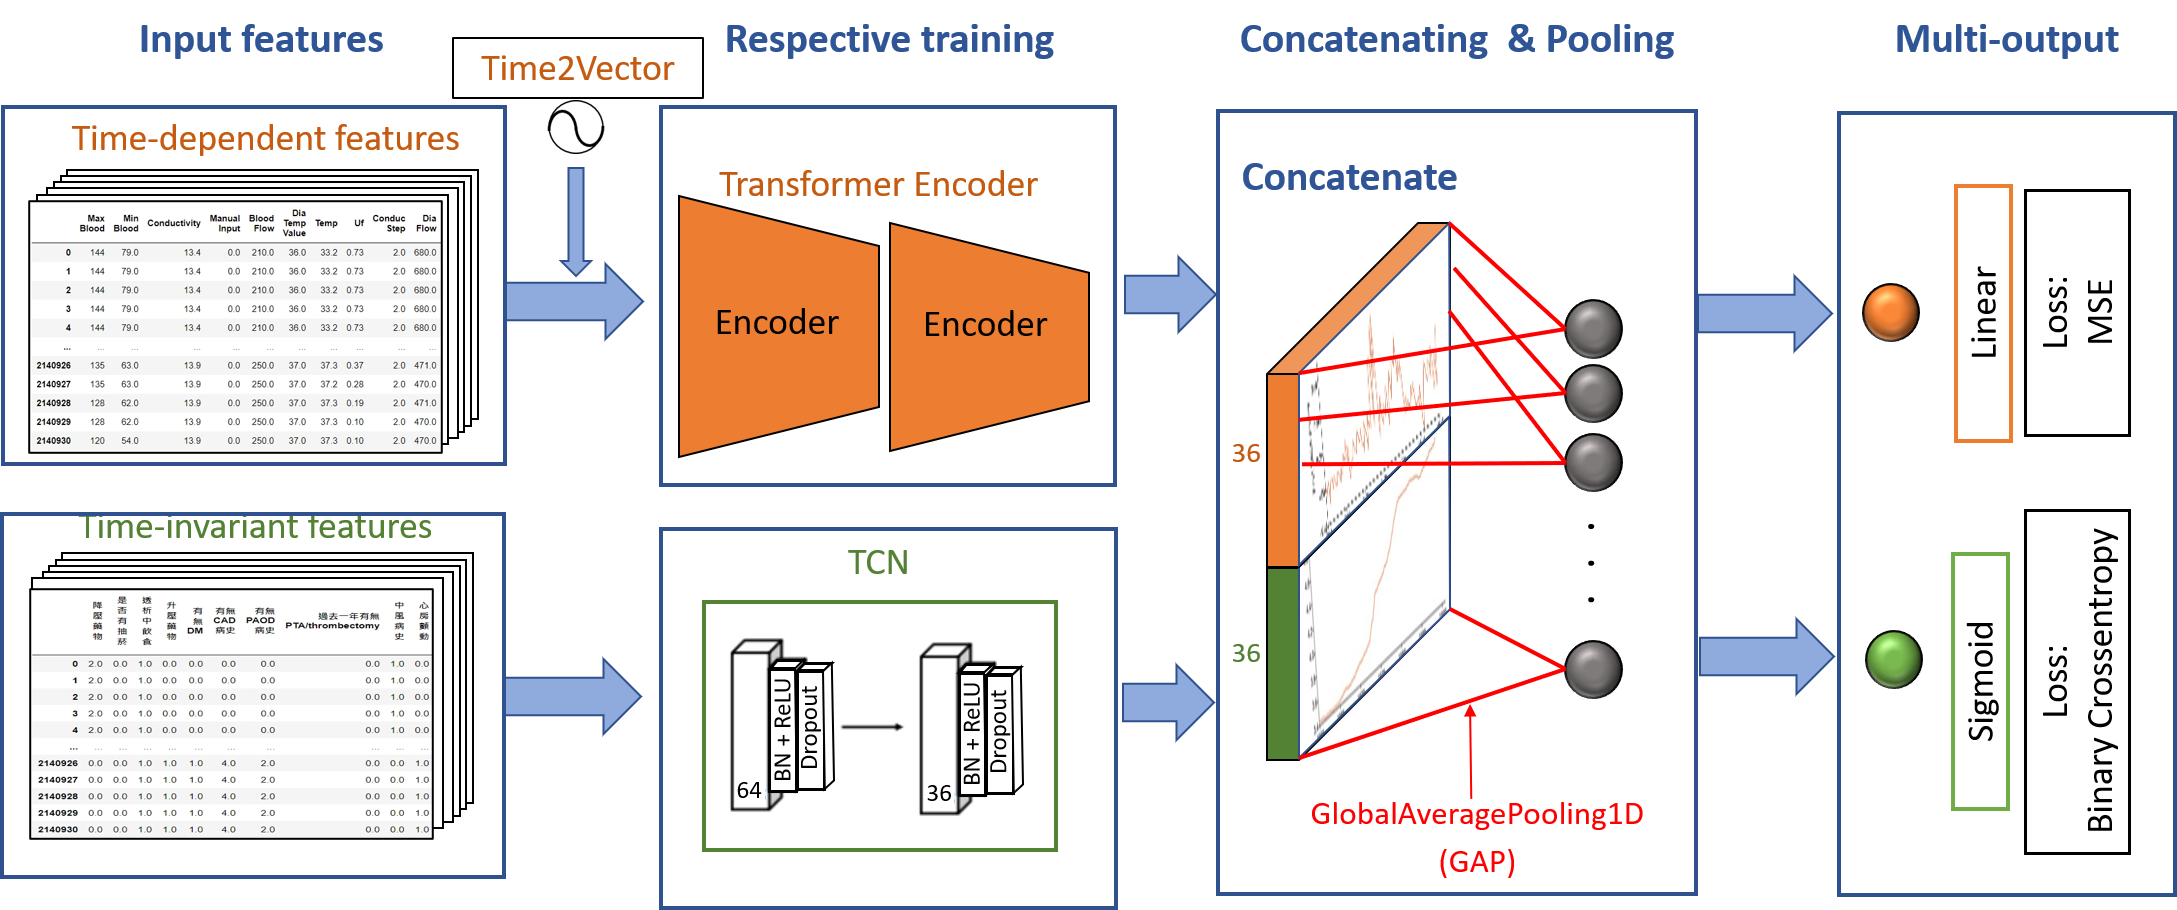 Input features
Time2Vector
Respective training
Concatenating & Pooling
Multi-output
Time-dependent features
Max Blood Min Blood Conductivity Manual Input Blood Flow Dia Temp Value Temp Uf Conduc Step Dia Flow
0 144 79.0 13.4 0.0 210.0 36.0 33.2 0.73 2.0 680.0
1 144 79.0 13.4 0.0 210.0 36.0 33.2 0.73 2.0 680.0
2 144 79.0 13.4 0.0 210.0 36.0 33.2 0.73 2.0 680.0
3 144 79.0 13.4 0.0 210.0 36.0 33.2 0.73 2.0 680.0
4 144 79.0 13.4 0.0 210.0 36.0 33.2 0.73 2.0 680.0
... ... ... ... ... ... ... ... ... ... ...
2140926 135 63.0 13.9 0.0 250.0 37.0 37.3 0.37 2.0 471.0
2140927 135 63.0 13.9 0.0 250.0 37.0 37.2 0.28 2.0 470.0
2140928 128 62.0 13.9 0.0 250.0 37.0 37.3 0.19 2.0 471.0
2140929 128 62.0 13.9 0.0 250.0 37.0 37.3 0.10 2.0 470.0
2140930 120 54.0 13.9 0.0 250.0 37.0 37.3 0.10 2.0 470.0
Time-invariant features
降壓藥物 是否有抽菸 透析中飲食 升壓藥物 有無DM 有無CAD病史 有無PAOD病史 過去一年有無PTA/thrombectomy 中風病史 心房顫動
0 2.0 0.0 1.0 0.0 0.0 0.0 0.0 0.0 1.0 0.0
1 2.0 0.0 1.0 0.0 0.0 0.0 0.0 0.0 1.0 0.0
2 2.0 0.0 1.0 0.0 0.0 0.0 0.0 0.0 1.0 0.0
3 2.0 0.0 1.0 0.0 0.0 0.0 0.0 0.0 1.0 0.0
4 2.0 0.0 1.0 0.0 0.0 0.0 0.0 0.0 1.0 0.0
... ... ... ... ... ... ... ... ... ... ...
2140926 0.0 0.0 1.0 1.0 1.0 4.0 2.0 0.0 0.0 1.0
2140927 0.0 0.0 1.0 1.0 1.0 4.0 2.0 0.0 0.0 1.0
2140928 0.0 0.0 1.0 1.0 1.0 4.0 2.0 0.0 0.0 1.0
2140929 0.0 0.0 1.0 1.0 1.0 4.0 2.0 0.0 0.0 1.0
2140930 0.0 0.0 1.0 1.0 1.0 4.0 2.0 0.0 0.0 1.0
Transformer Encoder
Encoder
Encoder
TCN
64
BN + ReLU
Dropout
36
BN + ReLU
Dropout
Concatenate
36
36
GlobalAveragePooling1D
(GAP)
Linear
Loss:
MSE
Sigmoid
Loss:
Binary Crossentropy